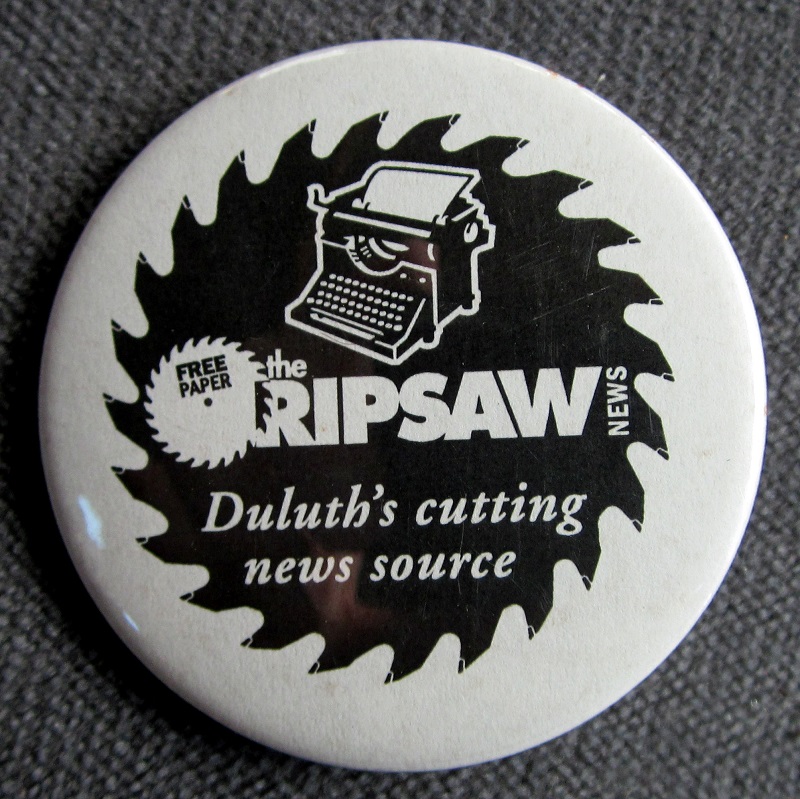 FREE
PAPER
the
RIPSAW
NEWS
Duluth's cutting
news source